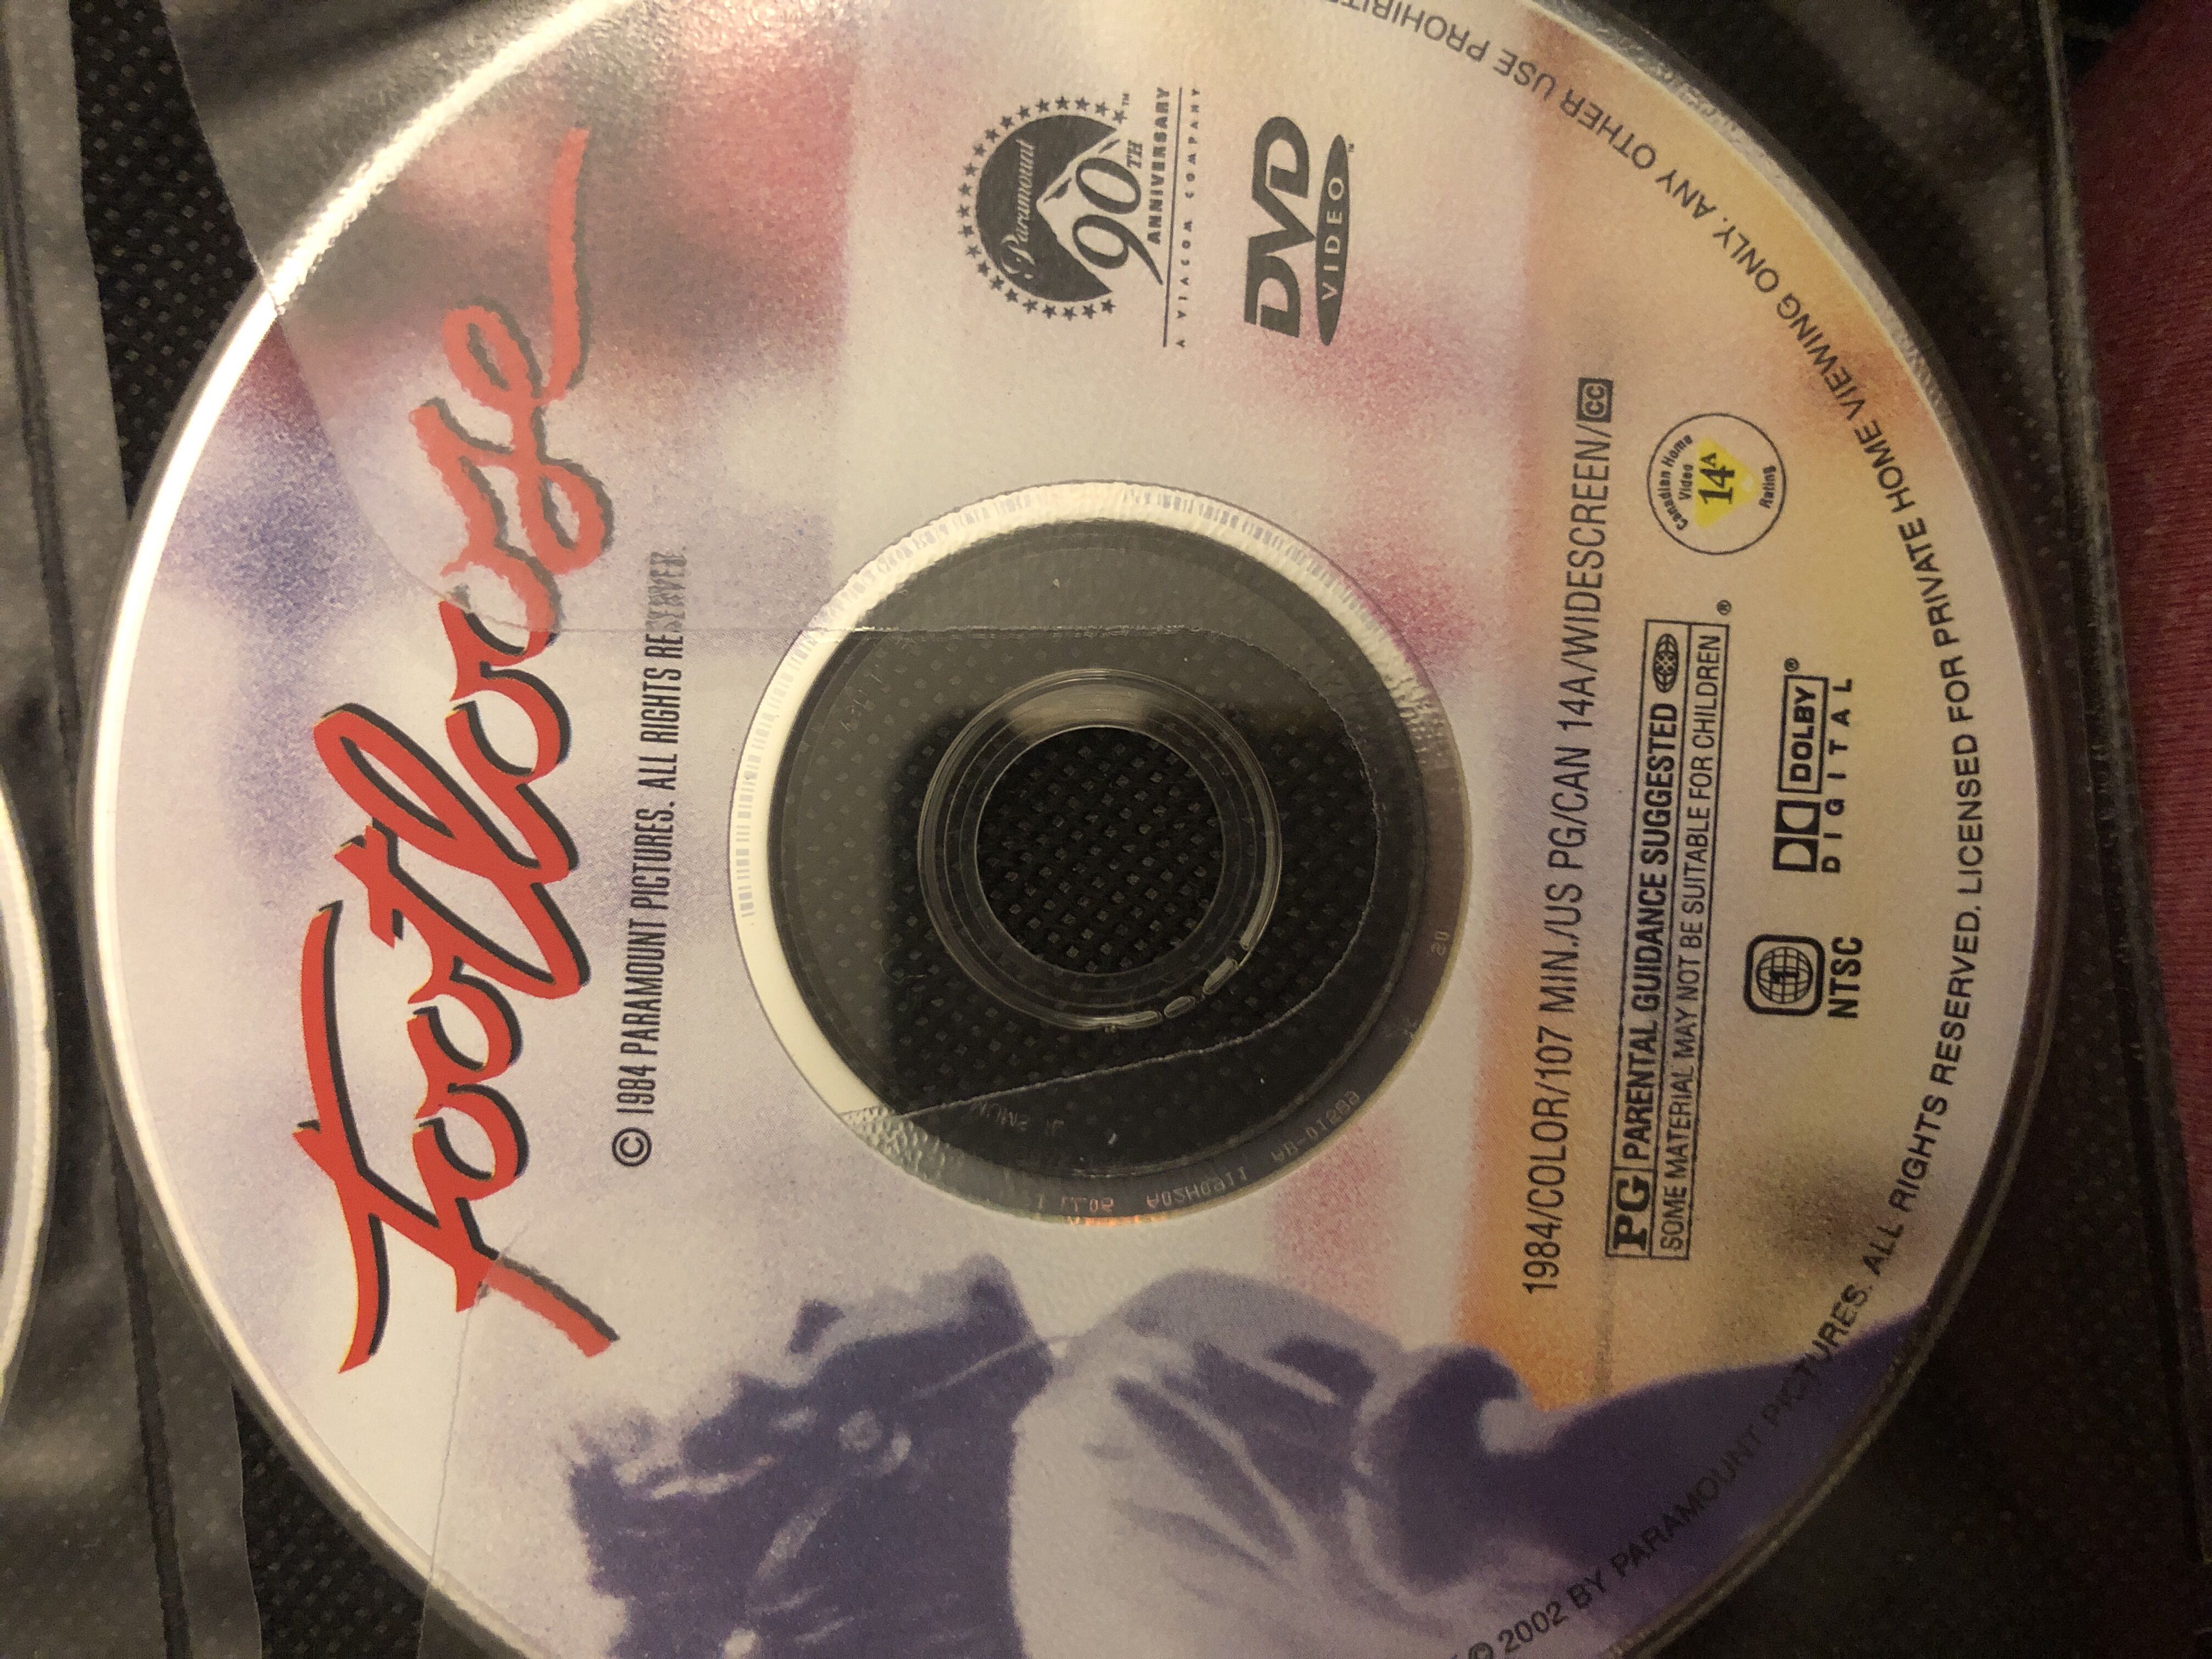 Footloose
© 1984 PARAMOUNT PICTURES. ALL RIGHTS RESERVED.
Paramount
90TH
ANNIVERSARY
™
A VIACOM COMPANY
DVD
VIDEO
™
1984/COLOR/107 MIN./US PG/CAN 14A/WIDESCREEN/CC
PG PARENTAL GUIDANCE SUGGESTED
SOME MATERIAL MAY NOT BE SUITABLE FOR CHILDREN ®
Canadian Home
Video
14A
Rating
NTSC
DOLBY®
DIGITAL
© 2002 BY PARAMOUNT PICTURES. ALL RIGHTS RESERVED. LICENSED FOR PRIVATE HOME VIEWING ONLY. ANY OTHER USE PROHIBITE